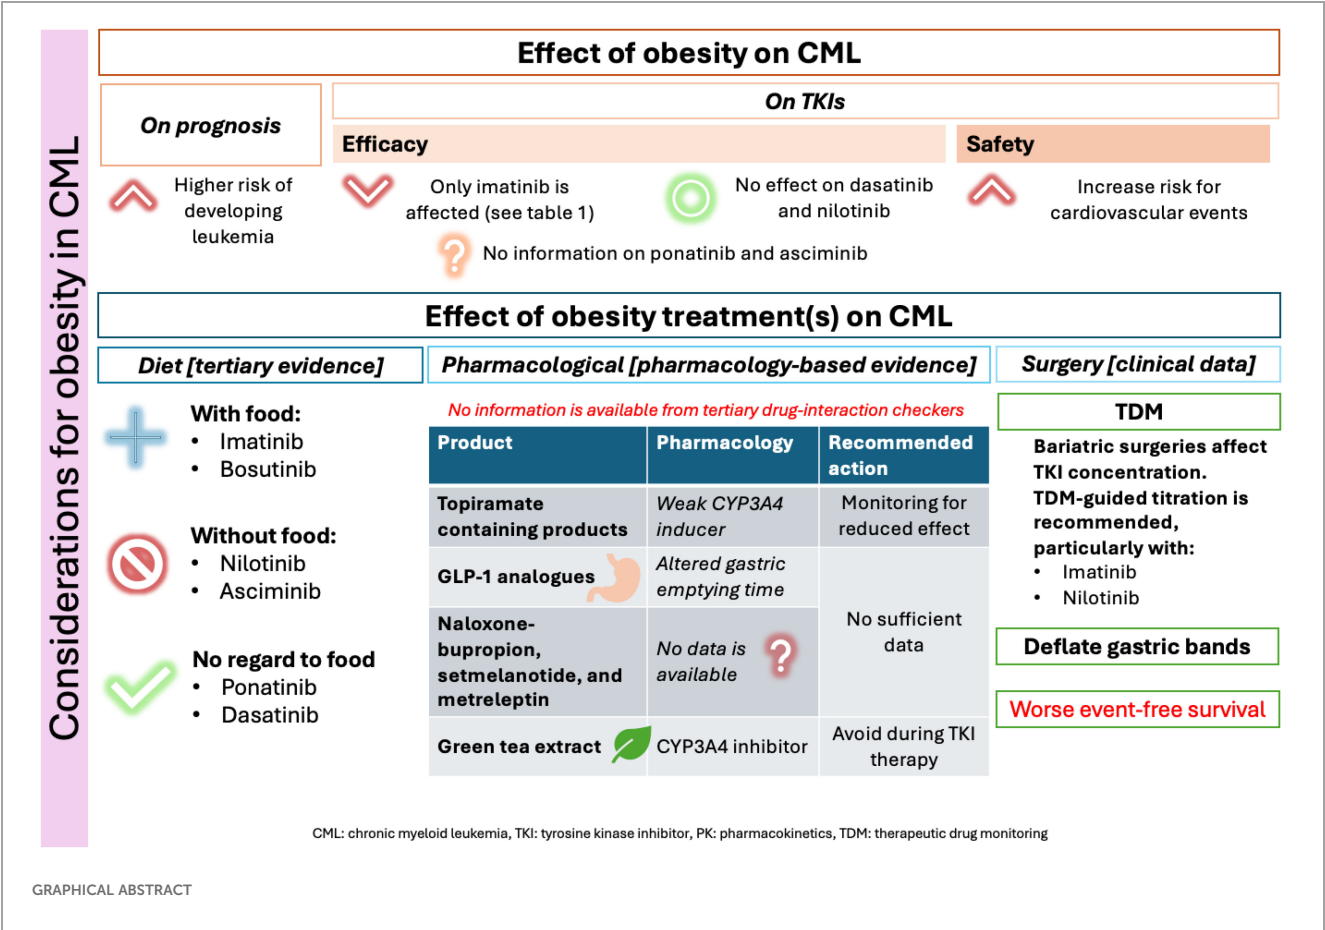 Considerations for obesity in CML
Effect of obesity on CML
On prognosis
On TKIs
Efficacy
Safety
Higher risk of
developing
leukemia
Only imatinib is
affected (see table 1)
No effect on dasatinib
and nilotinib
Increase risk for
cardiovascular events
No information on ponatinib and asciminib
Effect of obesity treatment(s) on CML
Diet [tertiary evidence]
With food:
• Imatinib
• Bosutinib
Without food:
• Nilotinib
• Asciminib
No regard to food
• Ponatinib
• Dasatinib
Pharmacological [pharmacology-based evidence]
No information is available from tertiary drug-interaction checkers
Product
Pharmacology
Recommended
action
Topiramate
containing products
Weak CYP3A4
inducer
Monitoring for
reduced effect
GLP-1 analogues
Altered gastric
emptying time
No sufficient
data
Naloxone-
bupropion,
setmelanotide, and
metreleptin
No data is
available
Green tea extract
CYP3A4 inhibitor
Avoid during TKI
therapy
Surgery [clinical data]
TDM
Bariatric surgeries affect
TKI concentration.
TDM-guided titration is
recommended,
particularly with:
• Imatinib
• Nilotinib
Deflate gastric bands
Worse event-free survival
CML: chronic myeloid leukemia, TKI: tyrosine kinase inhibitor, PK: pharmacokinetics, TDM: therapeutic drug monitoring
GRAPHICAL ABSTRACT